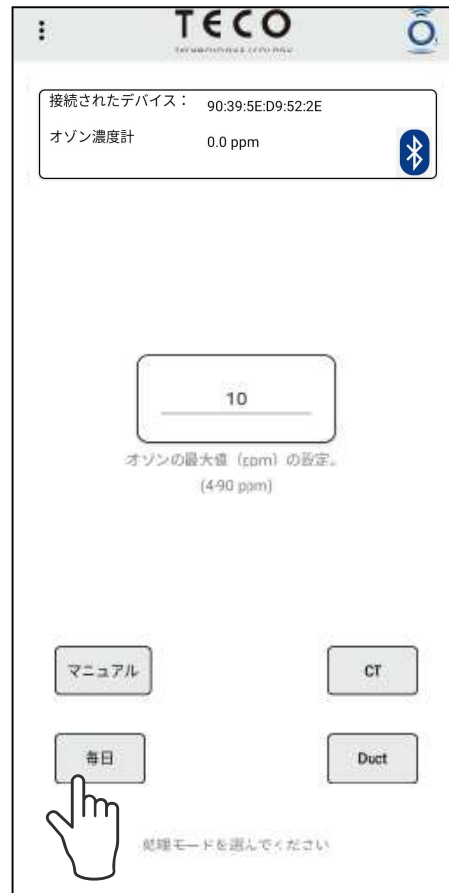 TECO
TECHNOLOGY & ECOLOGY
接続されたデバイス： 90:39:5E:D9:52:2E
オゾン濃度計 0.0 ppm
10
オゾンの最大値（ppm）の設定。
(4-90 ppm)
マニュアル CT
毎日 Duct
処理モードを選んでください